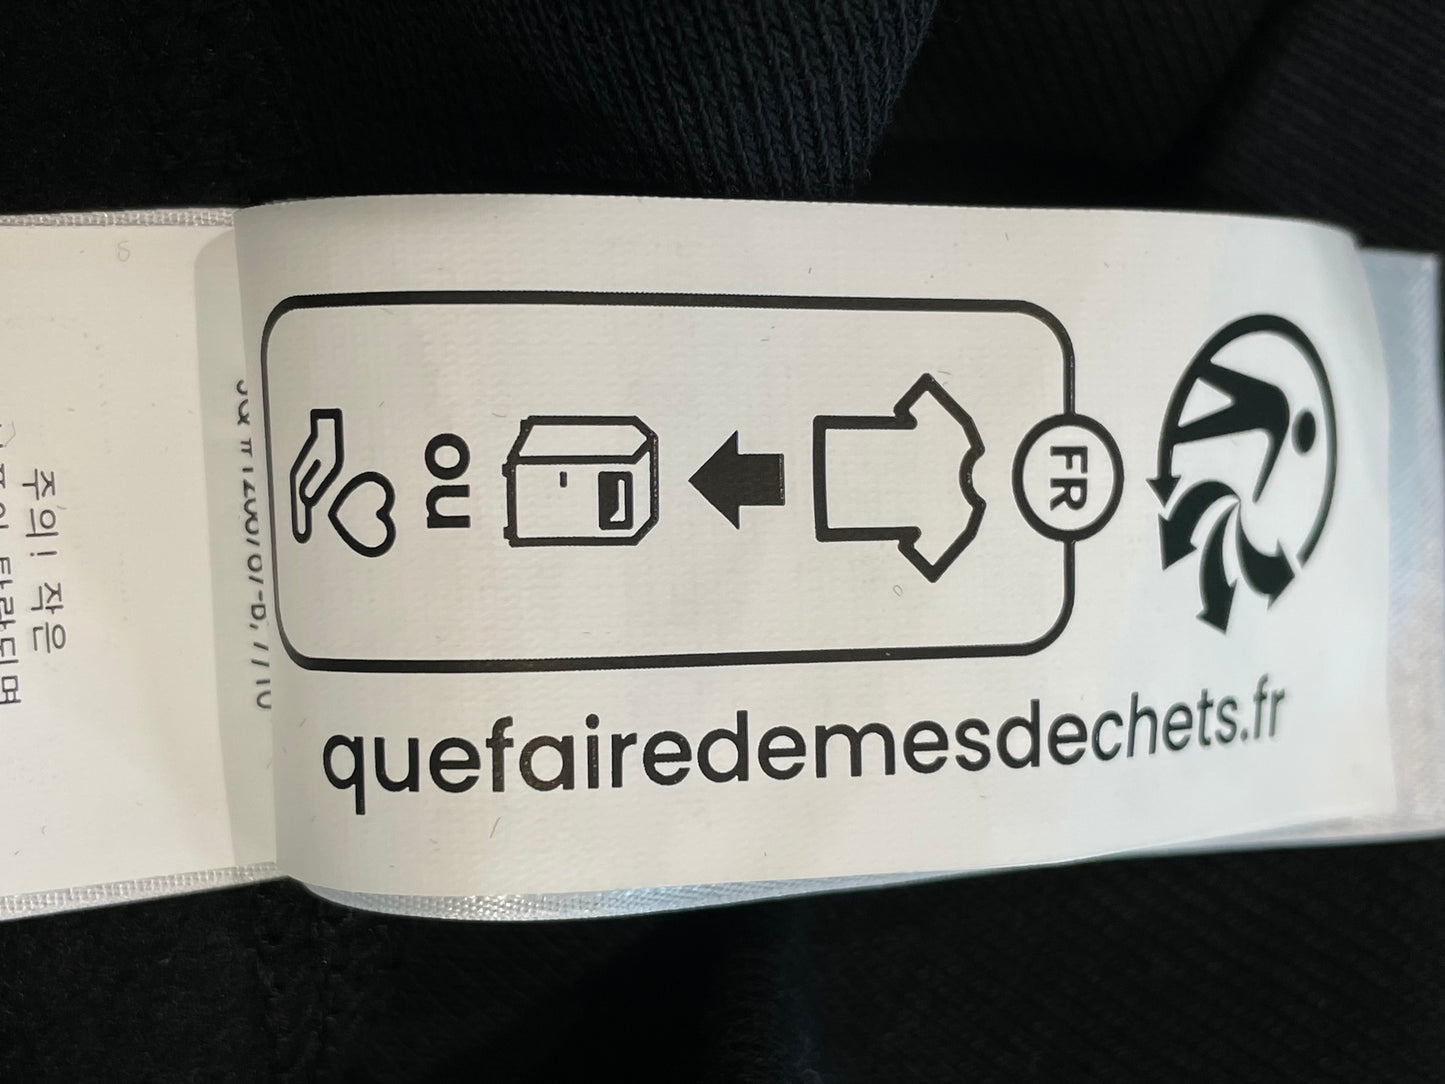 FR
ou
quefairedemesdechets.fr
주의! 작은